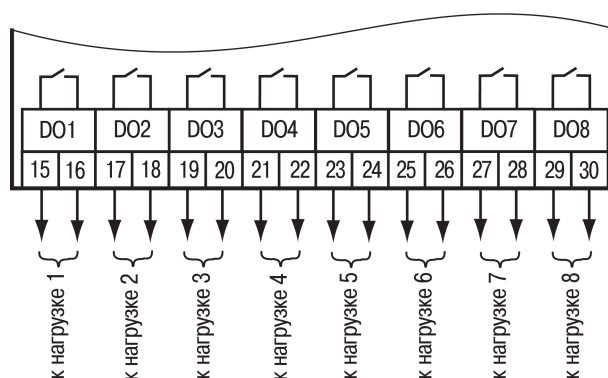 DO1 DO2 DO3 DO4 DO5 DO6 DO7 DO8
15 16 17 18 19 20 21 22 23 24 25 26 27 28 29 30
к нагрузке 1
к нагрузке 2
к нагрузке 3
к нагрузке 4
к нагрузке 5
к нагрузке 6
к нагрузке 7
к нагрузке 8